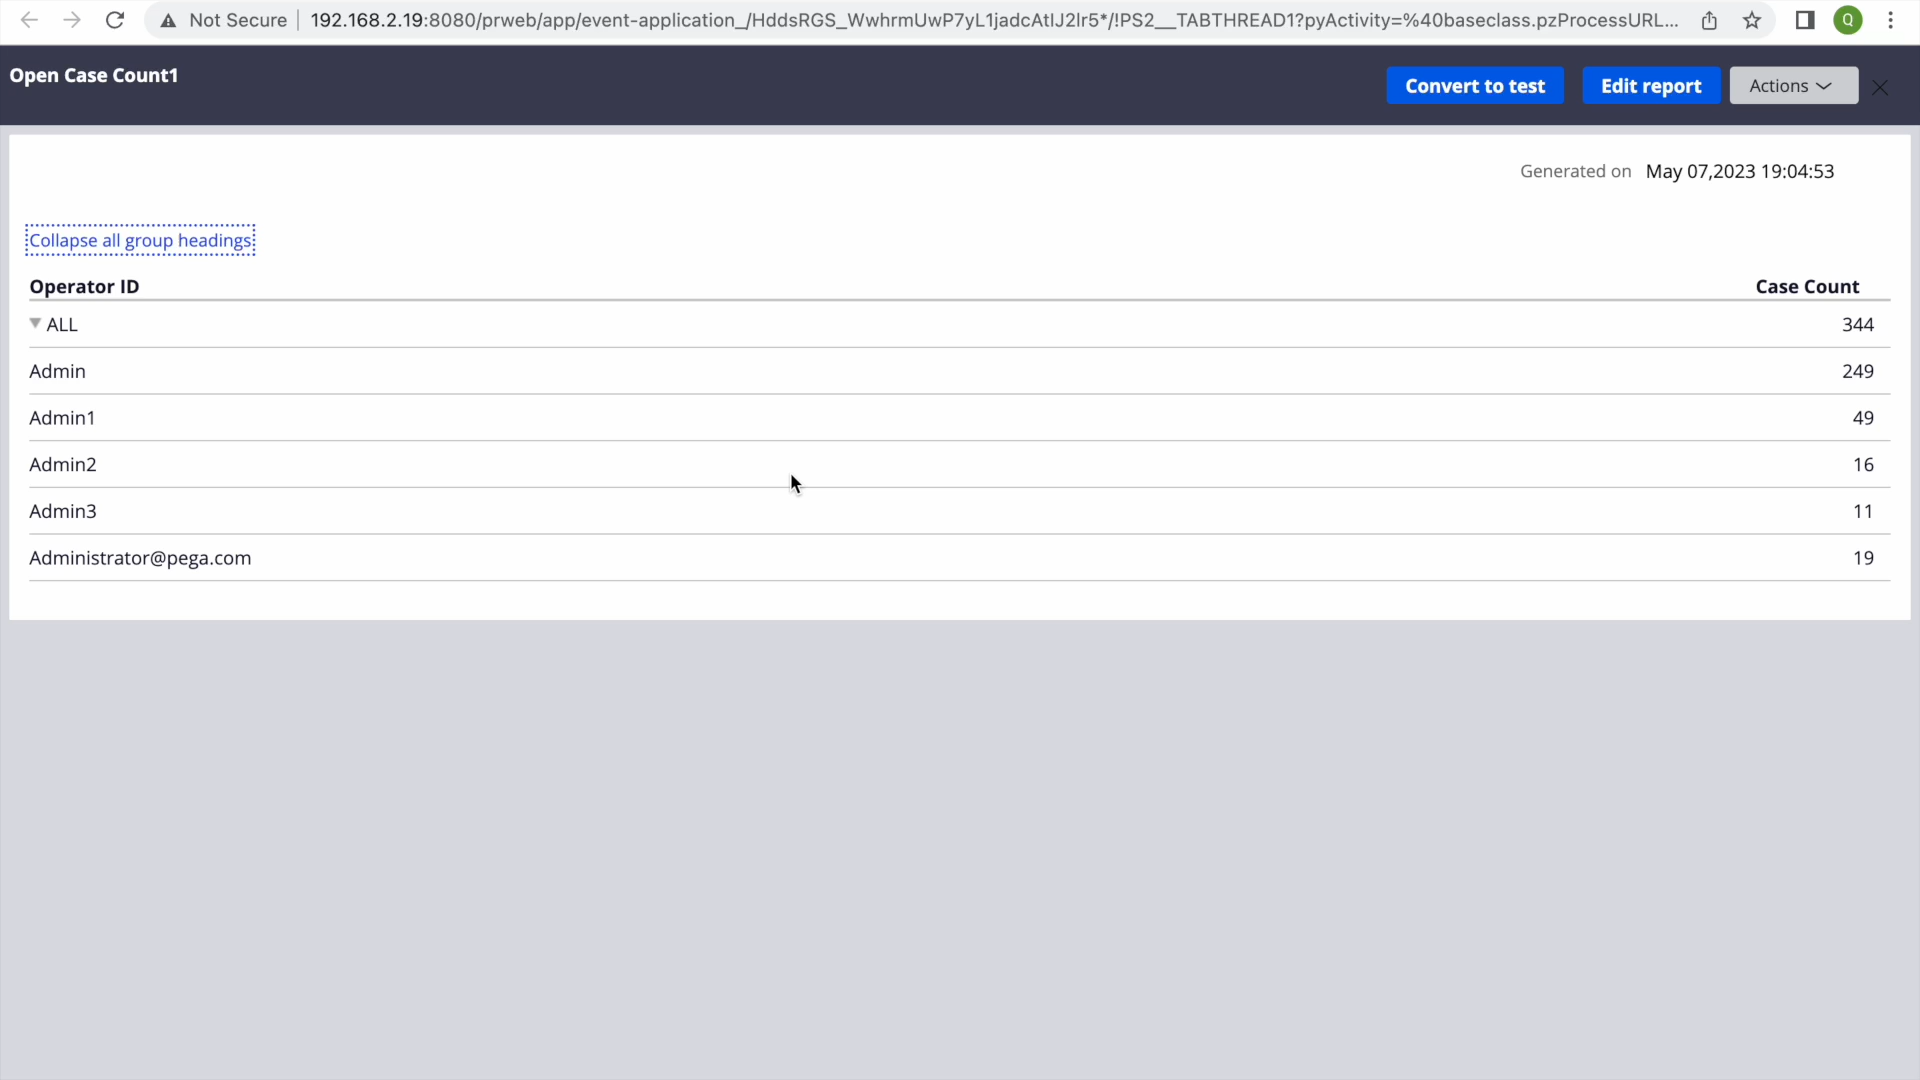 Not Secure 192.168.2.19:8080/prweb/app/event-application_/HddsRGS_WwhrmUwP7yL1jadcAtIJ2lr5*/!PS2__TABTHREAD1?pyActivity=%40baseclass.pzProcessURL... Q
Open Case Count1
Convert to test Edit report Actions
Generated on May 07,2023 19:04:53
Collapse all group headings
Operator ID Case Count
ALL 344
Admin 249
Admin1 49
Admin2 16
Admin3 11
Administrator@pega.com 19